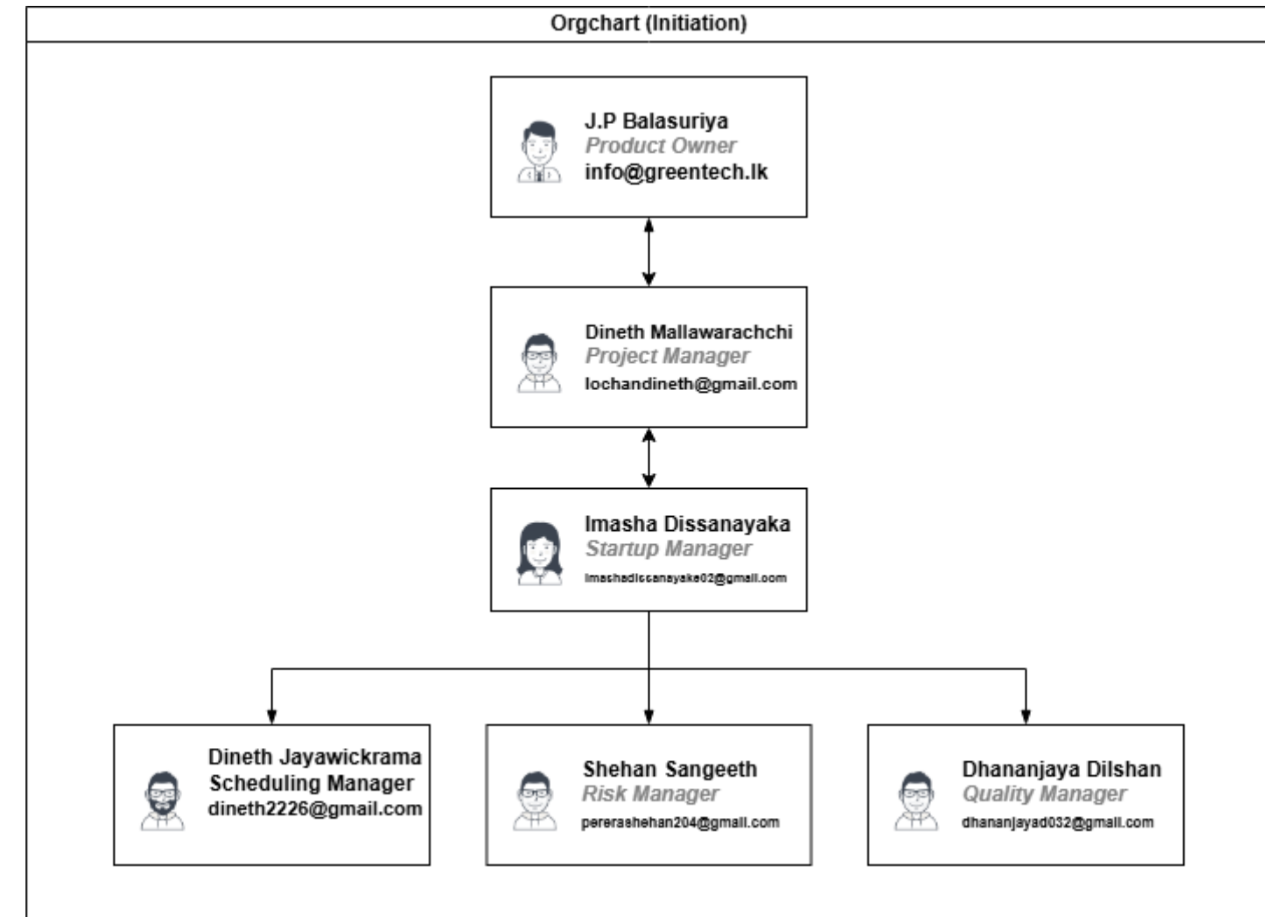 Orgchart (Initiation)
J.P Balasuriya
Product Owner
info@greentech.lk
Dineth Mallawarachchi
Project Manager
lochandineth@gmail.com
Imasha Dissanayaka
Startup Manager
imashadissanayake02@gmail.com
Dineth Jayawickrama
Scheduling Manager
dineth2226@gmail.com
Shehan Sangeeth
Risk Manager
pererashehan204@gmail.com
Dhananjaya Dilshan
Quality Manager
dhananjayad032@gmail.com